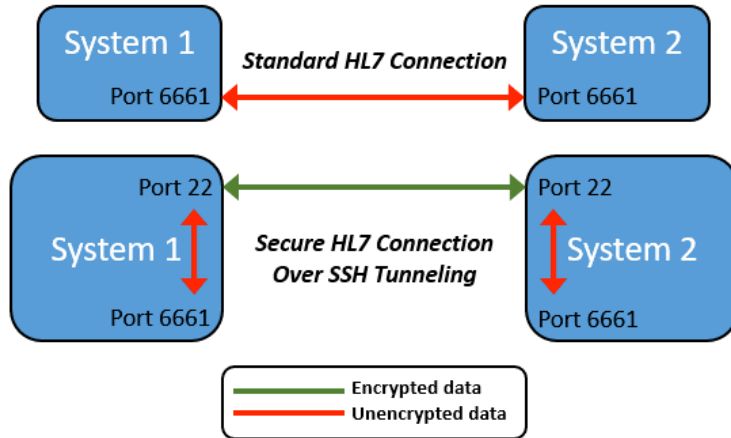 System 1
System 2
Standard HL7 Connection
Port 6661
Port 6661
Port 22
Port 22
System 1
Secure HL7 Connection
Over SSH Tunneling
System 2
Port 6661
Port 6661
Encrypted data
Unencrypted data